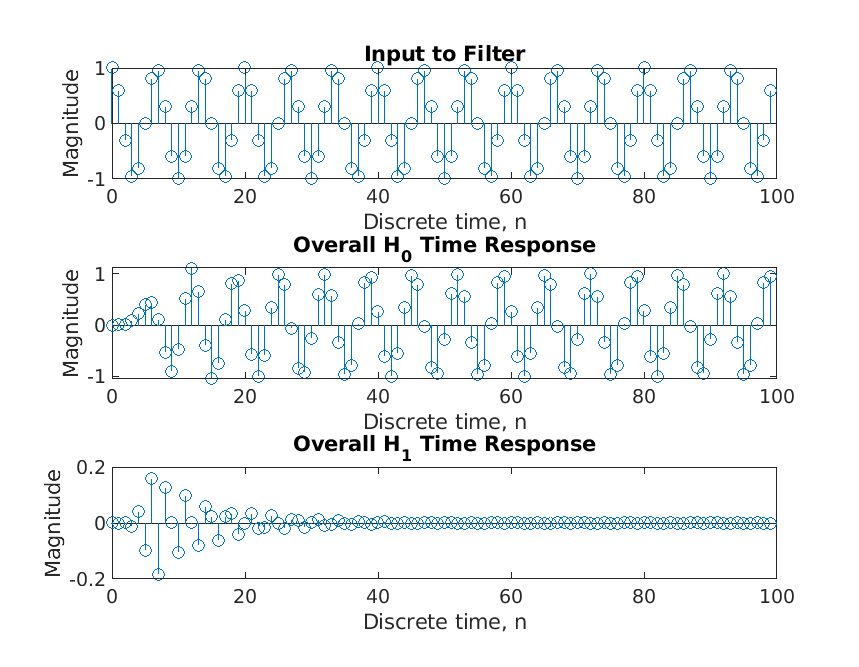 Input to Filter
Magnitude
1
0
-1
0 20 40 60 80 100
Discrete time, n
Overall H0 Time Response
Magnitude
1
0
-1
0 20 40 60 80 100
Discrete time, n
Overall H1 Time Response
Magnitude
0.2
0
-0.2
0 20 40 60 80 100
Discrete time, n